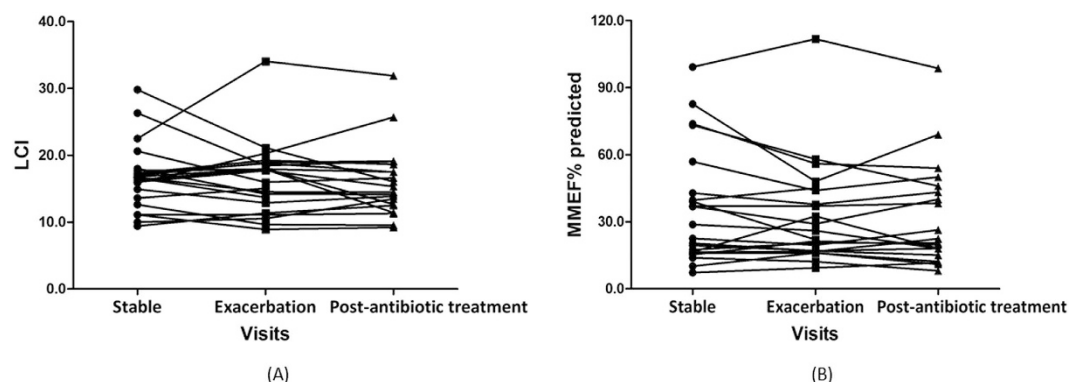 40.0
30.0
20.0
10.0
0.0
LCI
Stable Exacerbation Post-antibiotic treatment
Visits
(A)
120.0
90.0
60.0
30.0
0.0
MMEF% predicted
Stable Exacerbation Post-antibiotic treatment
Visits
(B)